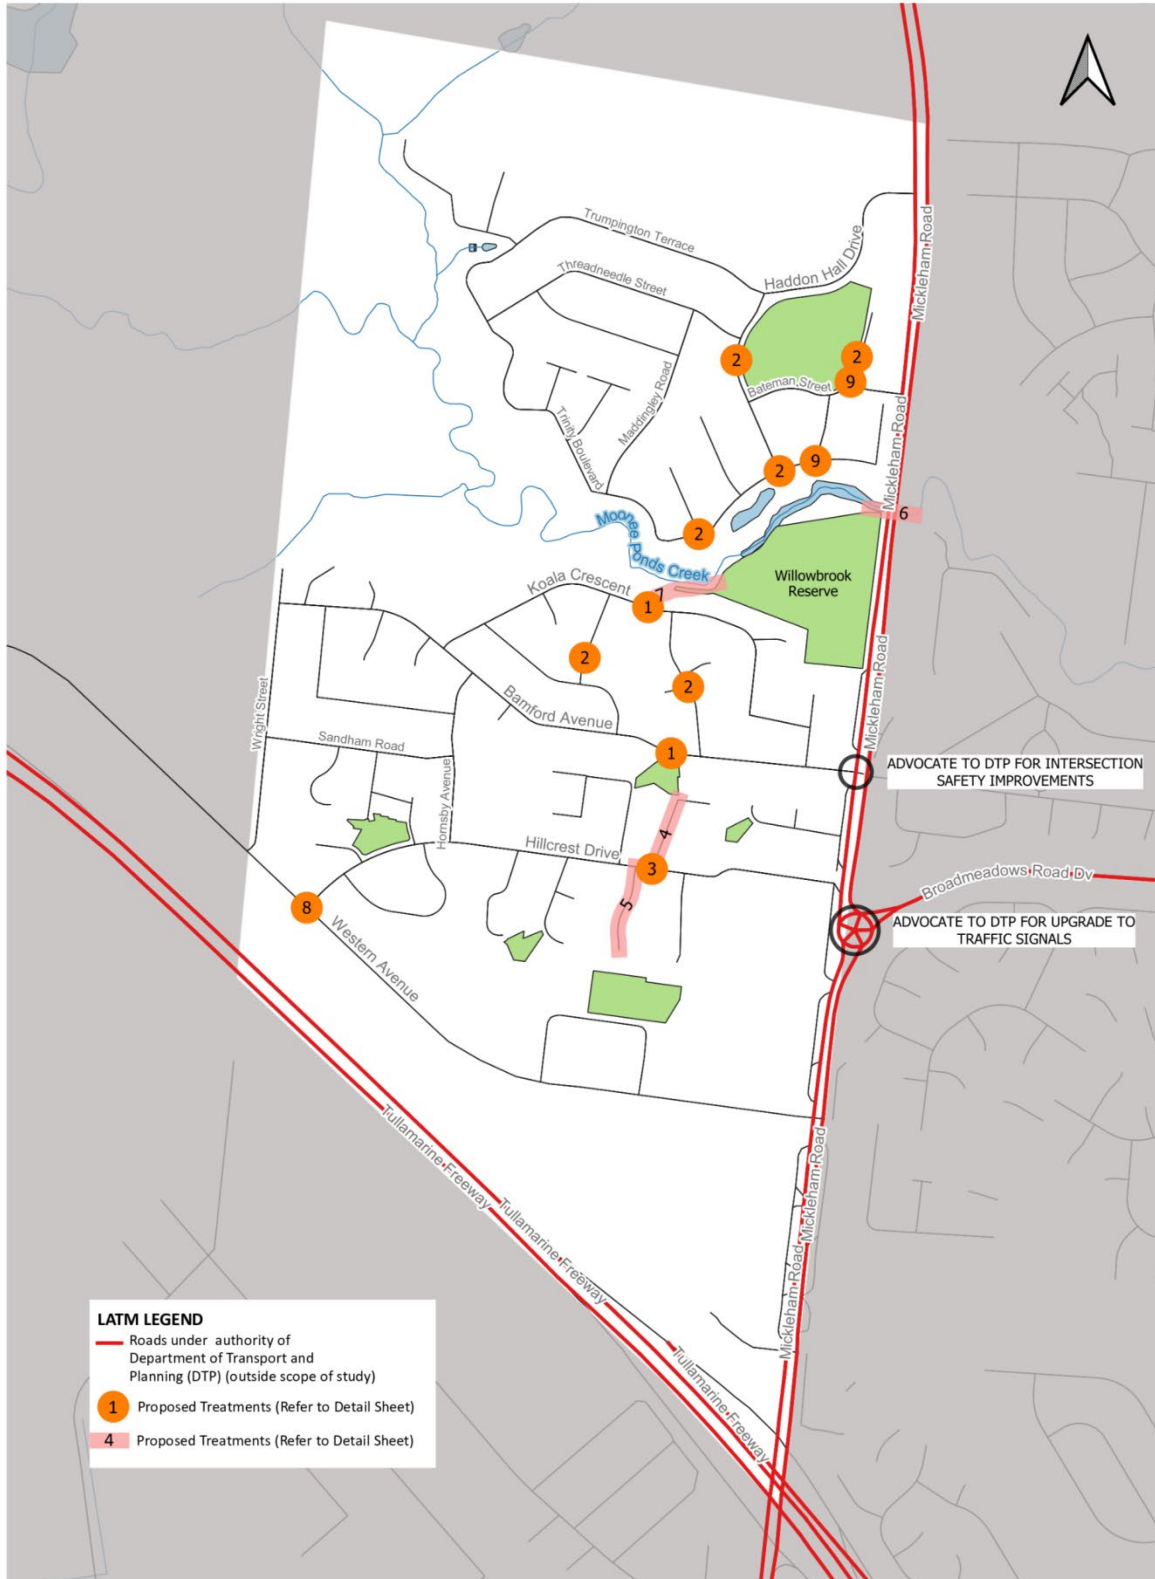 Trumpington Terrace
Haddon Hall Drive
Mickleham Road
Threadneedle Street
2
2
9
Bateman Street
Maddingley Road
Trinity Boulevard
Mickleham Road
2
9
6
2
Moonee Ponds Creek
Willowbrook
Reserve
Koala Crescent
7
1
2
2
Mickleham Road
Bamford Avenue
Wright Street
Sandham Road
1
ADVOCATE TO DTP FOR INTERSECTION
SAFETY IMPROVEMENTS
Hornsby Avenue
4
Hillcrest Drive
3
Broadmeadows Road Dv
5
8
Western Avenue
ADVOCATE TO DTP FOR UPGRADE TO
TRAFFIC SIGNALS
Tullamarine Freeway
Tullamarine Freeway
Mickleham Road
Mickleham Road
Tullamarine Freeway
LATM LEGEND
Roads under authority of
Department of Transport and
Planning (DTP) (outside scope of study)
1 Proposed Treatments (Refer to Detail Sheet)
4 Proposed Treatments (Refer to Detail Sheet)